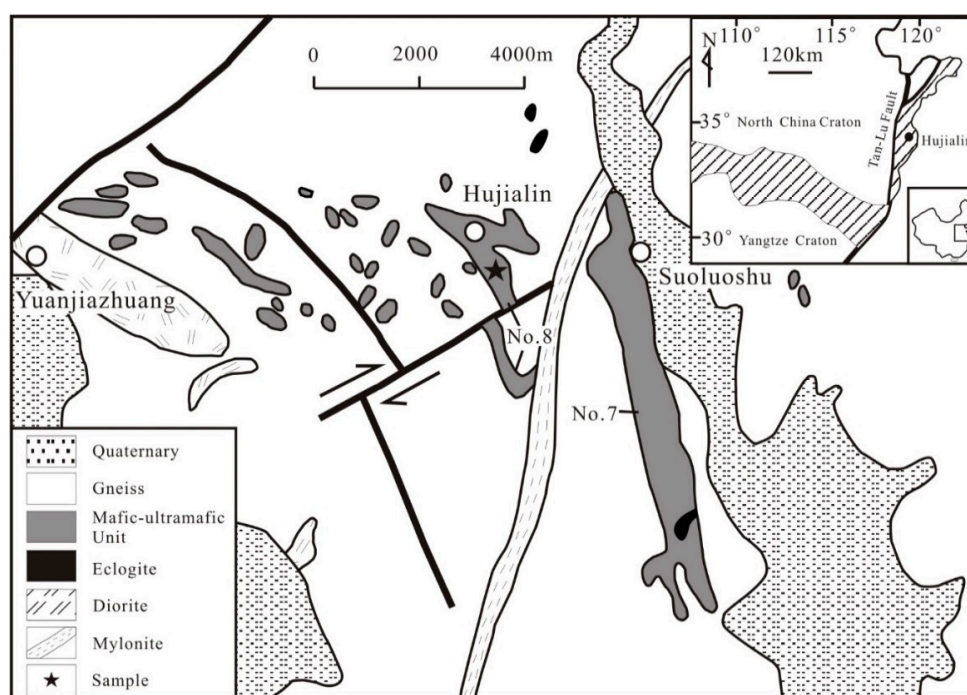 0
2000
4000m
N
110°
115°
120°
120km
35°
North China Craton
Tan-Lu Fault
Hujialin
30°
Yangtze Craton
Hujialin
Suoluoshu
Yuanjiazhuang
No.8
No.7
Quaternary
Gneiss
Mafic-ultramafic
Unit
Eclogite
Diorite
Mylonite
Sample